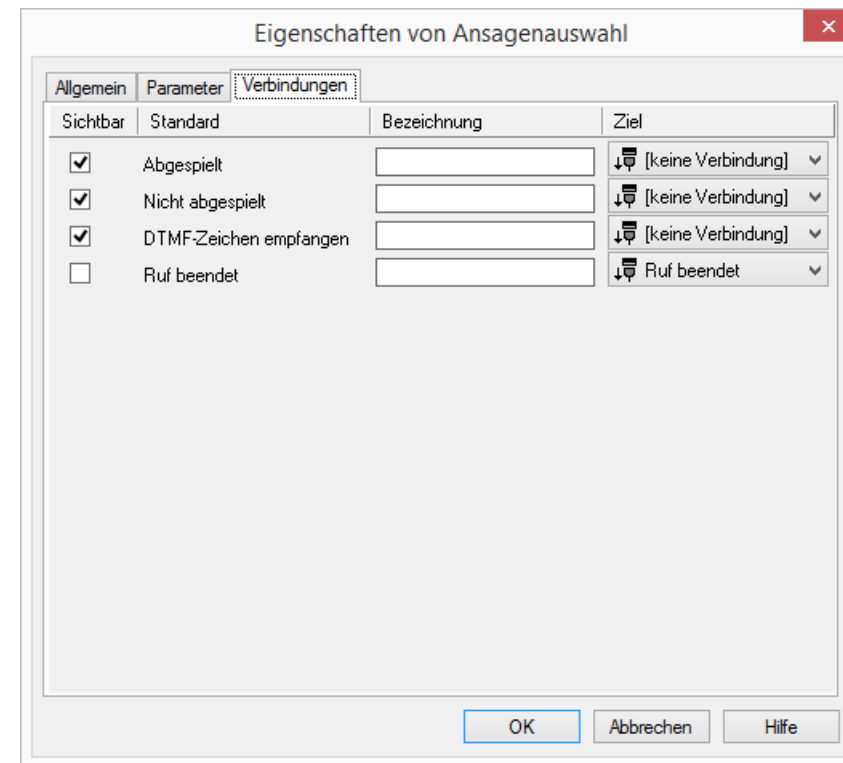 Eigenschaften von Ansagenauswahl
Allgemein Parameter Verbindungen
Sichtbar Standard Bezeichnung Ziel
Abgespielt [keine Verbindung]
Nicht abgespielt [keine Verbindung]
DTMF-Zeichen empfangen [keine Verbindung]
Ruf beendet Ruf beendet
OK Abbrechen Hilfe